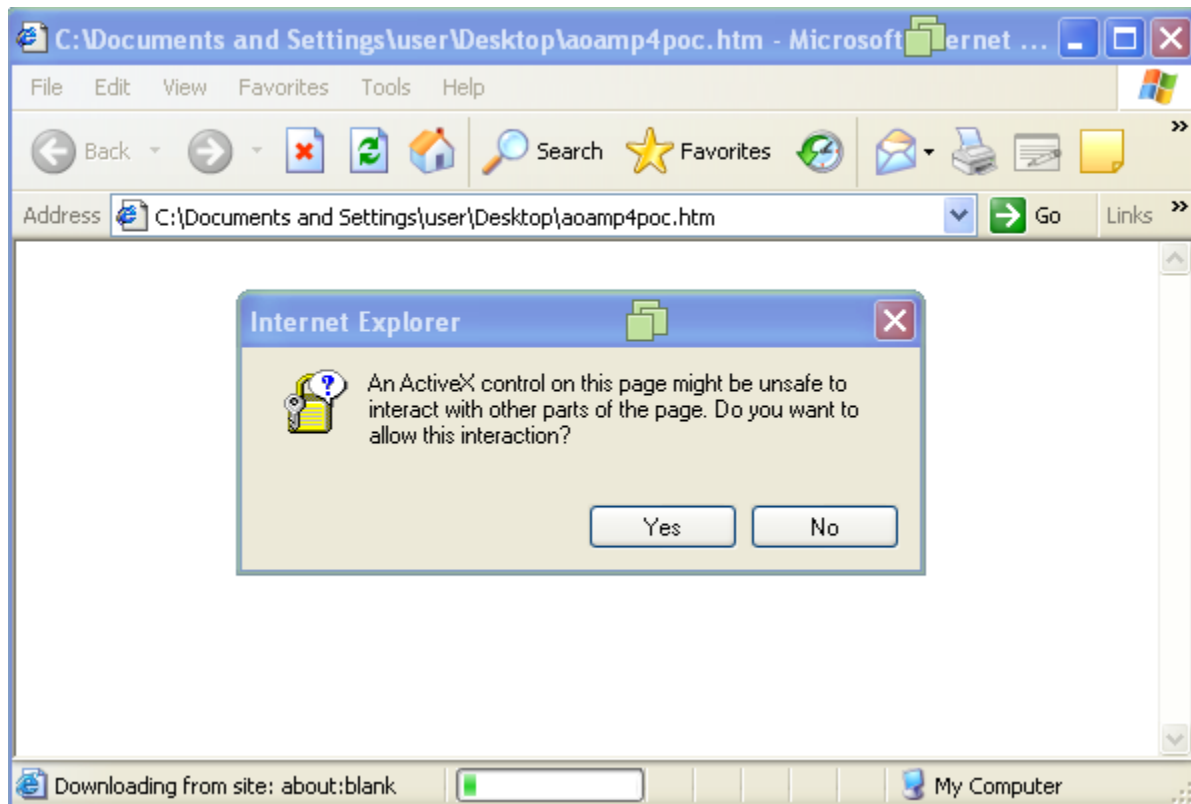 C:\Documents and Settings\user\Desktop\aoamp4poc.htm - Microsoft ernet ...
File Edit View Favorites Tools Help
Back Search Favorites »
Address C:\Documents and Settings\user\Desktop\aoamp4poc.htm Go Links »
Internet Explorer
An ActiveX control on this page might be unsafe to
interact with other parts of the page. Do you want to
allow this interaction?
Yes No
Downloading from site: about:blank My Computer